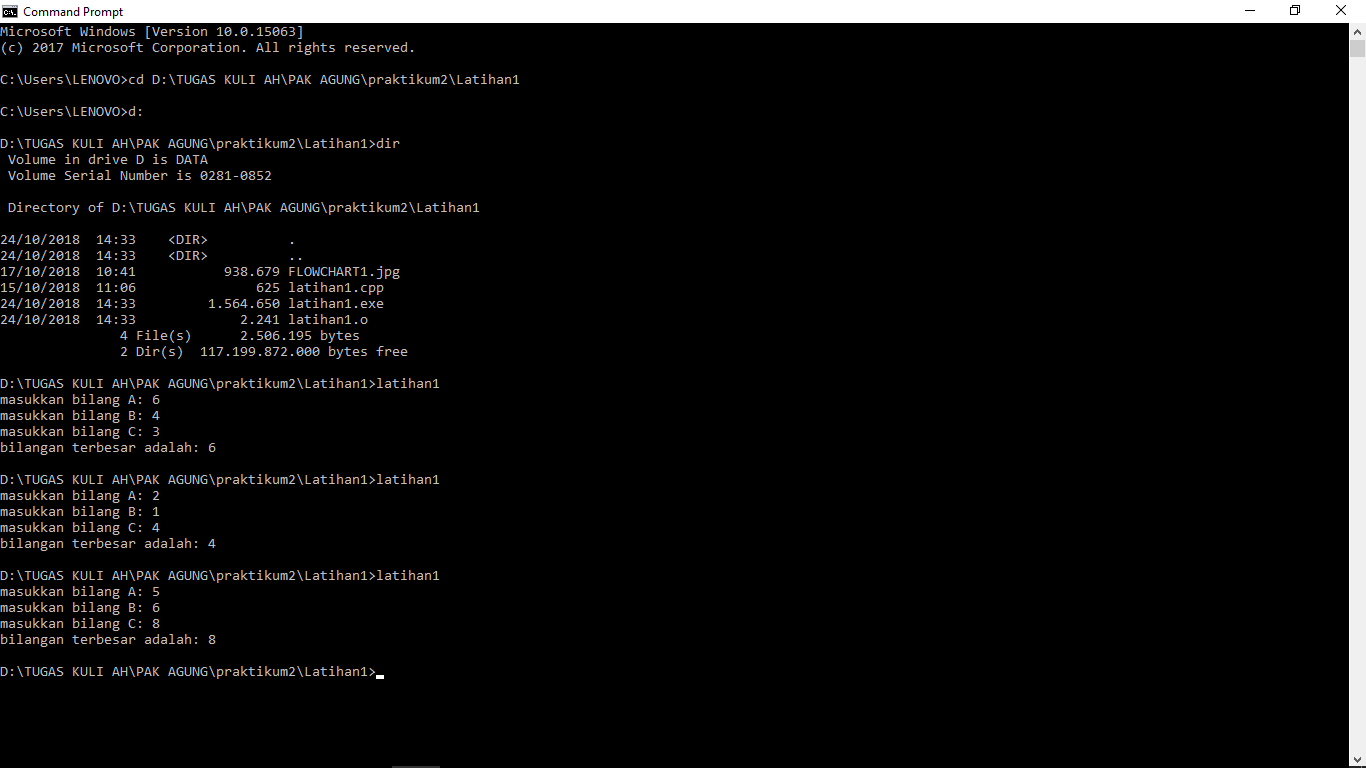 Command Prompt
Microsoft Windows [Version 10.0.15063]
(c) 2017 Microsoft Corporation. All rights reserved.
C:\Users\LENOVO>cd D:\TUGAS KULI AH\PAK AGUNG\praktikum2\Latihan1
C:\Users\LENOVO>d:
D:\TUGAS KULI AH\PAK AGUNG\praktikum2\Latihan1>dir
 Volume in drive D is DATA
 Volume Serial Number is 0281-0852
 Directory of D:\TUGAS KULI AH\PAK AGUNG\praktikum2\Latihan1
24/10/2018  14:33    <DIR>          .
24/10/2018  14:33    <DIR>          ..
17/10/2018  10:41           938.679 FLOWCHART1.jpg
15/10/2018  11:06               625 latihan1.cpp
24/10/2018  14:33         1.564.650 latihan1.exe
24/10/2018  14:33             2.241 latihan1.o
               4 File(s)      2.506.195 bytes
               2 Dir(s)  117.199.872.000 bytes free
D:\TUGAS KULI AH\PAK AGUNG\praktikum2\Latihan1>latihan1
masukkan bilang A: 6
masukkan bilang B: 4
masukkan bilang C: 3
bilangan terbesar adalah: 6
D:\TUGAS KULI AH\PAK AGUNG\praktikum2\Latihan1>latihan1
masukkan bilang A: 2
masukkan bilang B: 1
masukkan bilang C: 4
bilangan terbesar adalah: 4
D:\TUGAS KULI AH\PAK AGUNG\praktikum2\Latihan1>latihan1
masukkan bilang A: 5
masukkan bilang B: 6
masukkan bilang C: 8
bilangan terbesar adalah: 8
D:\TUGAS KULI AH\PAK AGUNG\praktikum2\Latihan1>